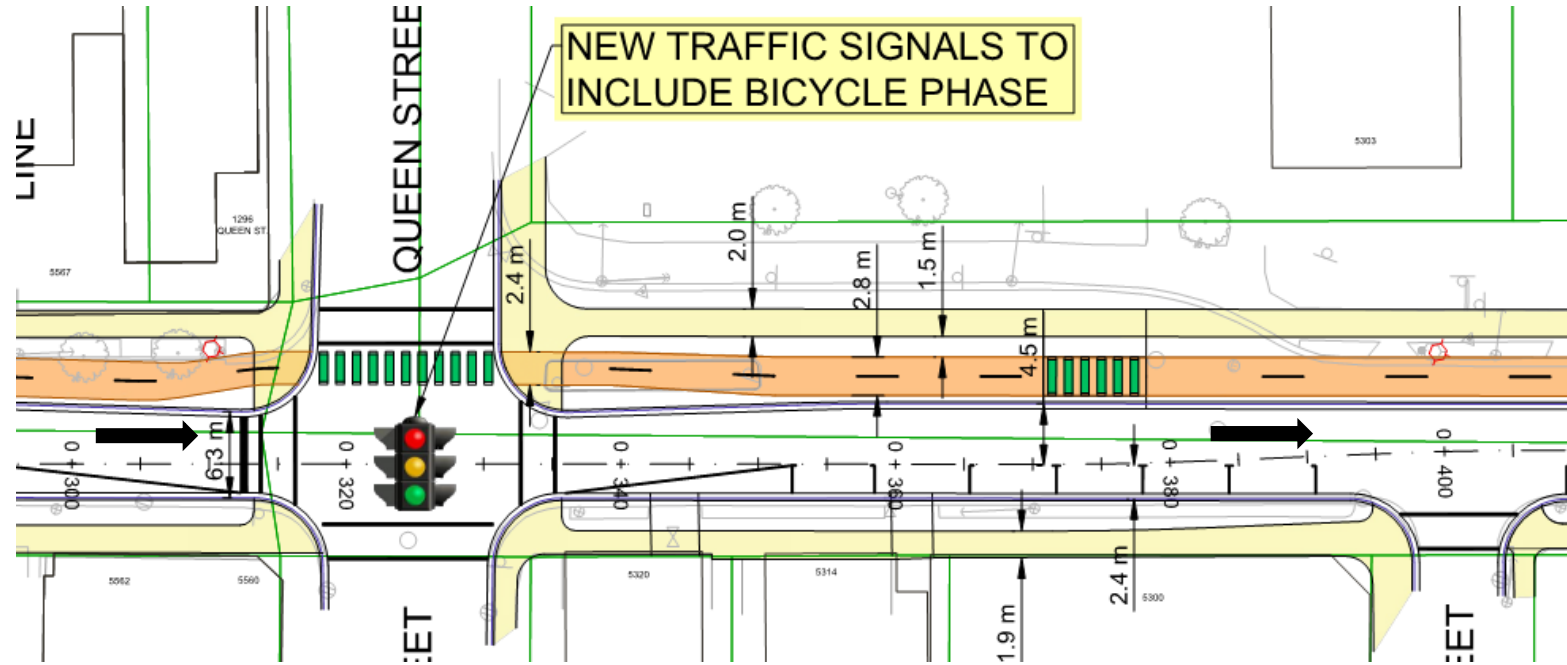 NEW TRAFFIC SIGNALS TO
INCLUDE BICYCLE PHASE
LINE
QUEEN STREE
1296
QUEEN ST.
5567
5303
2.4 m
2.0 m
2.8 m
1.5 m
4.5 m
6.3 m
0+300
0+320
0+340
0+360
0+380
0+400
5562
5560
5320
5314
5300
1.9 m
2.4 m
EET
EET